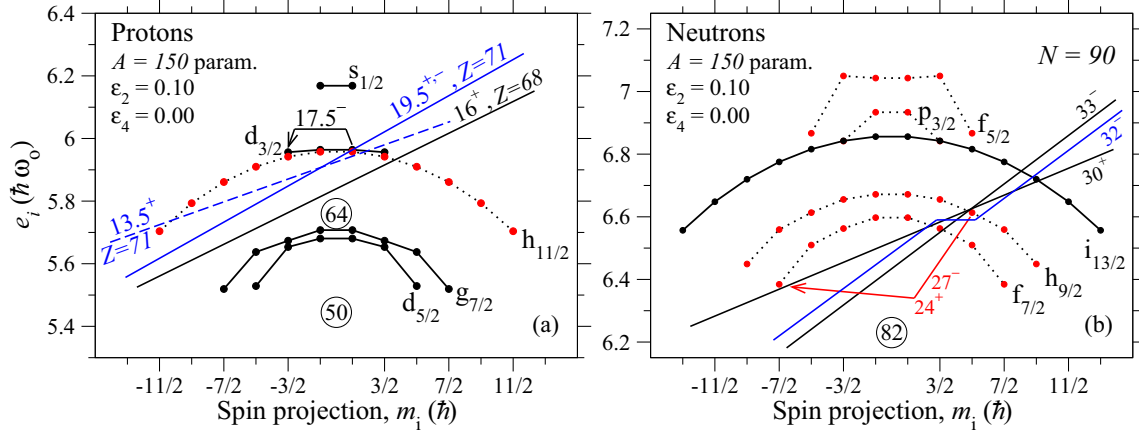 Protons
A = 150 param.
ε2 = 0.10
ε4 = 0.00
s1/2
19.5+,-, Z=71
16+, Z=68
17.5-
d3/2
13.5+
Z=71
64
h11/2
g7/2
d5/2
50
(a)
6.4
6.2
6
5.8
5.6
5.4
ei (ħ ωo)
-11/2
-7/2
-3/2
3/2
7/2
11/2
Spin projection, mi (ħ)
Neutrons
A = 150 param.
ε2 = 0.10
ε4 = 0.00
N = 90
33-
32-
30+
p3/2
f5/2
i13/2
h9/2
f7/2
27-
24+
82
(b)
7.2
7
6.8
6.6
6.4
6.2
-11/2
-7/2
-3/2
3/2
7/2
11/2
Spin projection, mi (ħ)